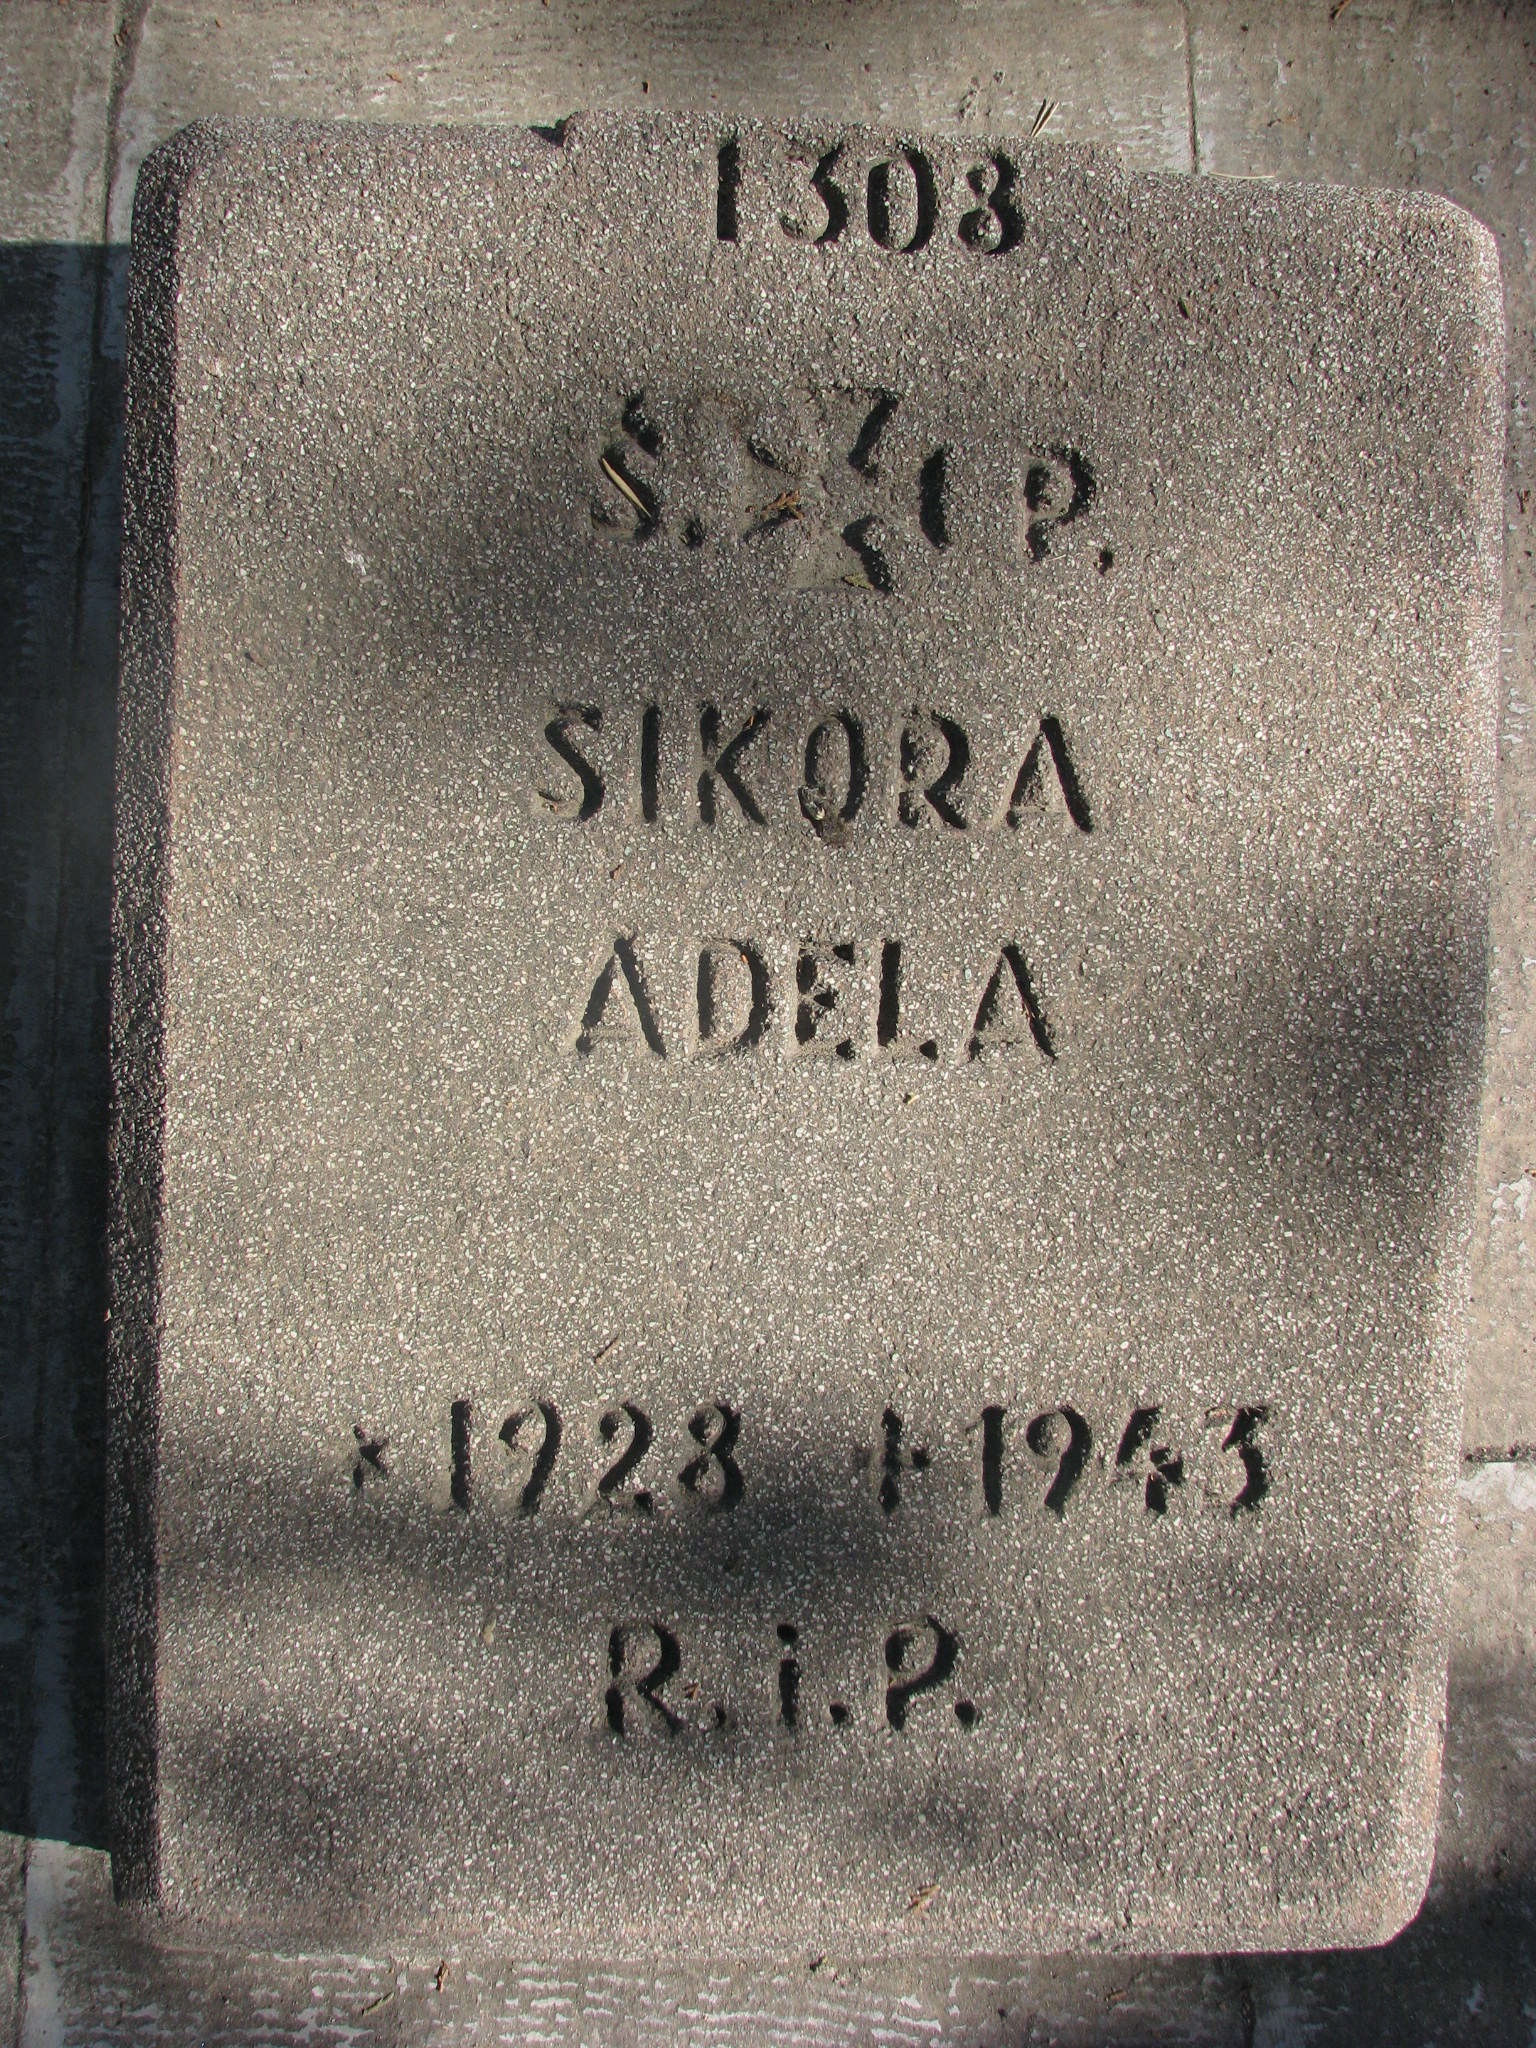 1308
S. P.
SIKORA
ADELA
* 1928 + 1943
R. i. P.